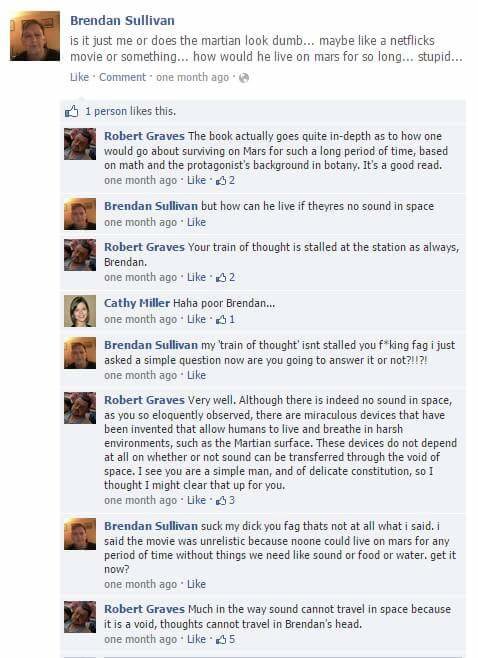 Brendan Sullivan
is it just me or does the martian look dumb... maybe like a netflicks
movie or something... how would he live on mars for so long... stupid...
Like · Comment · one month ago ·
1 person likes this.
Robert Graves The book actually goes quite in-depth as to how one
would go about surviving on Mars for such a long period of time, based
on math and the protagonist's background in botany. It's a good read.
one month ago · Like · 2
Brendan Sullivan but how can he live if theyres no sound in space
one month ago · Like
Robert Graves Your train of thought is stalled at the station as always,
Brendan.
one month ago · Like · 2
Cathy Miller Haha poor Brendan...
one month ago · Like · 1
Brendan Sullivan my 'train of thought' isnt stalled you f*king fag i just
asked a simple question now are you going to answer it or not?!!?!
one month ago · Like
Robert Graves Very well. Although there is indeed no sound in space,
as you so eloquently observed, there are miraculous devices that have
been invented that allow humans to live and breathe in harsh
environments, such as the Martian surface. These devices do not depend
at all on whether or not sound can be transferred through the void of
space. I see you are a simple man, and of delicate constitution, so I
thought I might clear that up for you.
one month ago · Like · 3
Brendan Sullivan suck my dick you fag thats not at all what i said. i
said the movie was unrelistic because noone could live on mars for any
period of time without things we need like sound or food or water. get it
now?
one month ago · Like
Robert Graves Much in the way sound cannot travel in space because
it is a void, thoughts cannot travel in Brendan's head.
one month ago · Like · 5